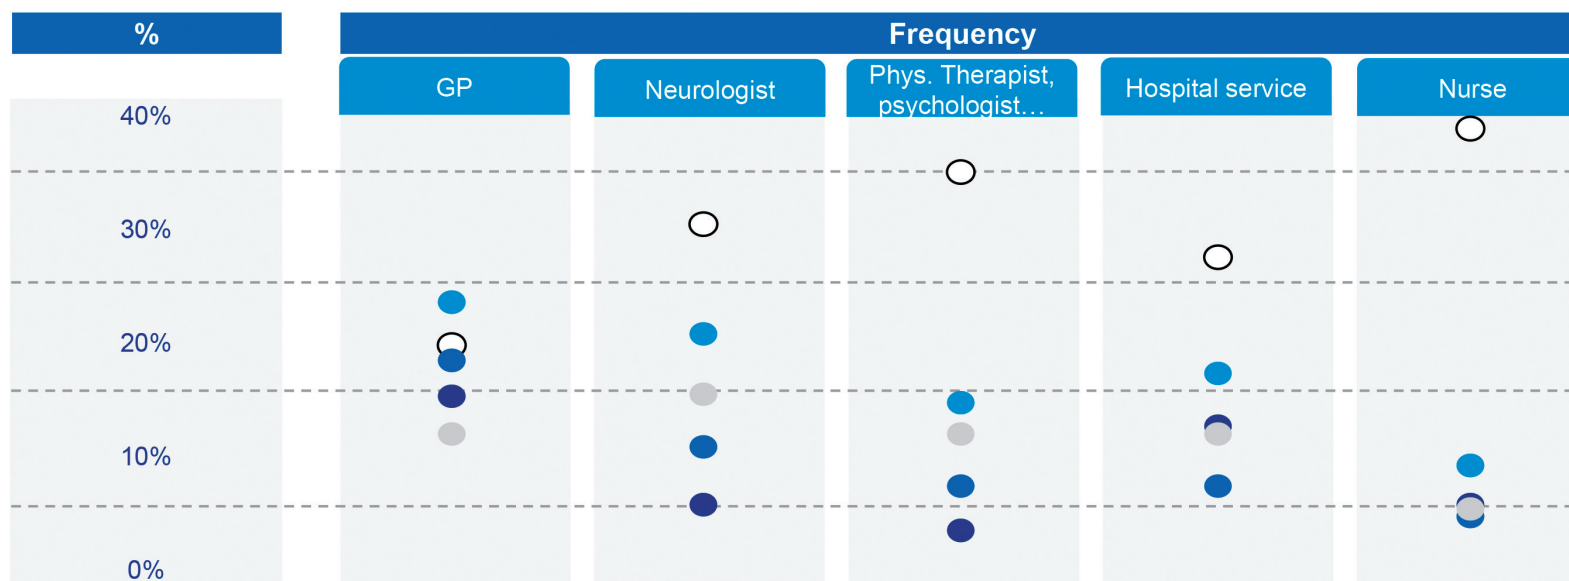 %
Frequency
GP
Neurologist
Phys. Therapist,
psychologist…
Hospital service
Nurse
40%
30%
20%
10%
0%